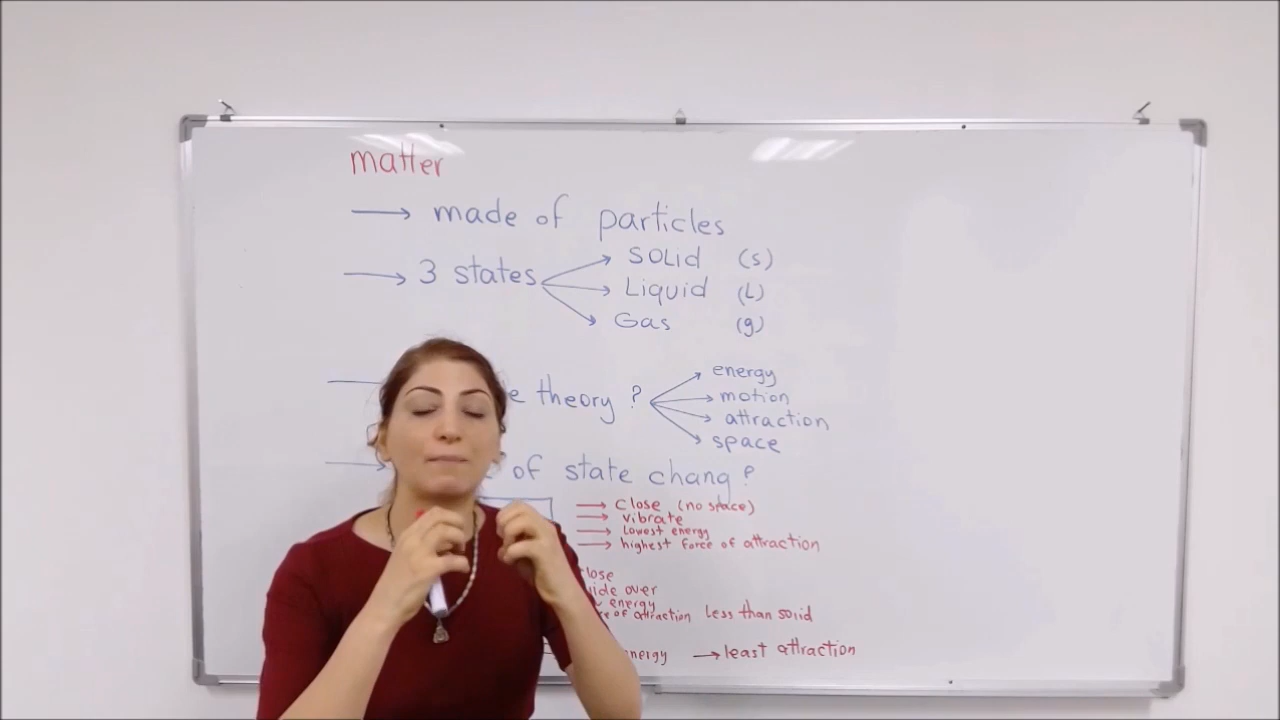 matter
→ made of particles
→ 3 states → SOLid (s)
→ Liquid (L)
→ Gas (g)
→ theory ? → energy
→ motion
→ attraction
→ space
→ of state chang ?
→ Close (no space)
→ vibrate
→ Lowest energy
→ highest force of attraction
close
over
energy
of attraction Less than solid
energy → least attraction